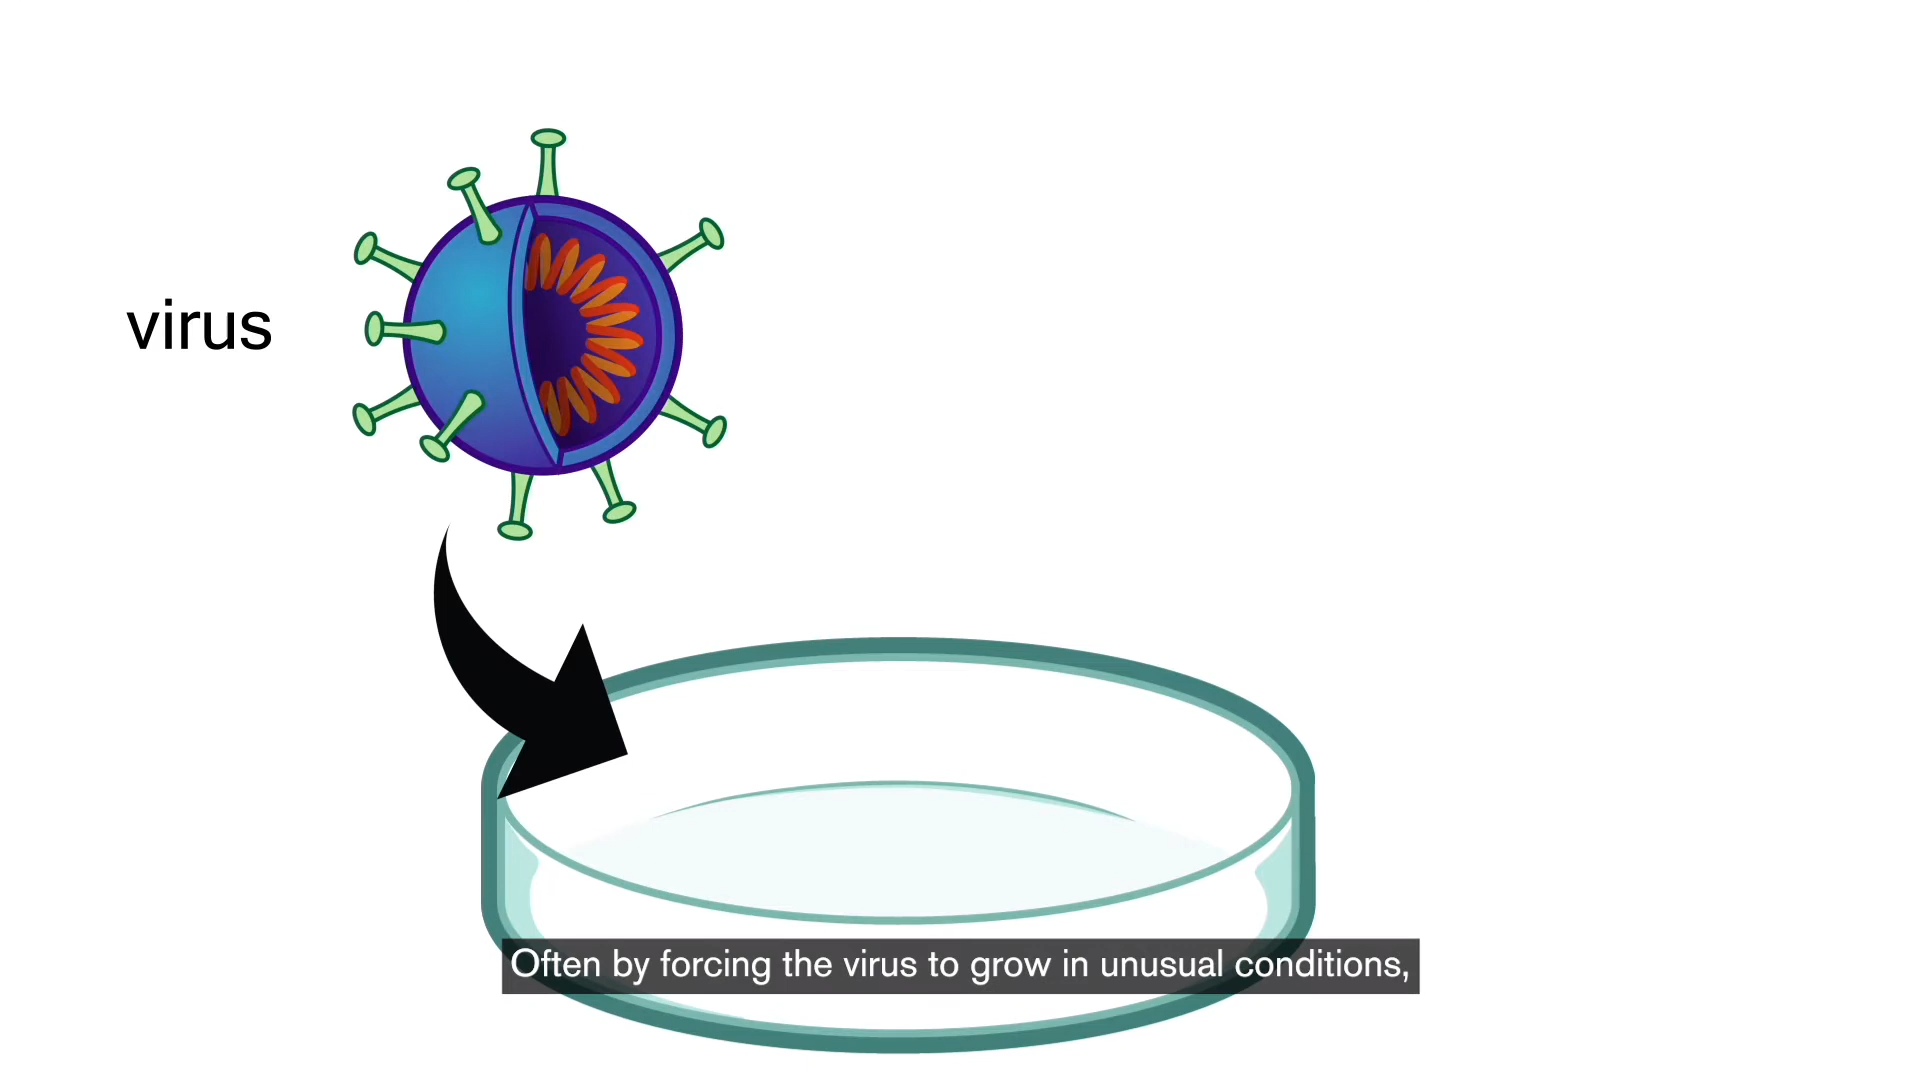 virus
Often by forcing the virus to grow in unusual conditions,